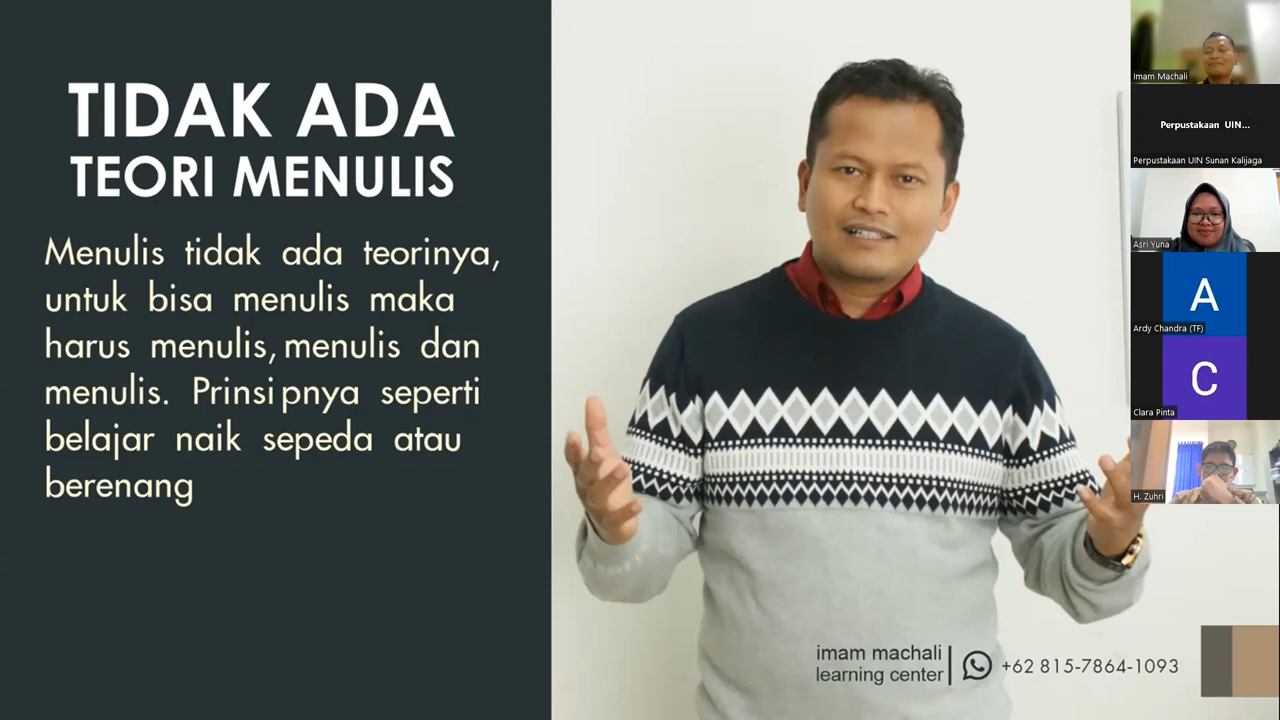 TIDAK ADA
TEORI MENULIS
Menulis tidak ada teorinya,
untuk bisa menulis maka
harus menulis, menulis dan
menulis. Prinsipnya seperti
belajar naik sepeda atau
berenang
imam machali
learning center
+62 815-7864-1093
Imam Machali
Perpustakaan UIN...
Perpustakaan UIN Sunan Kalijaga
Asri Yuna
A
Ardy Chandra (TF)
C
Clara Pinta
H. Zuhri